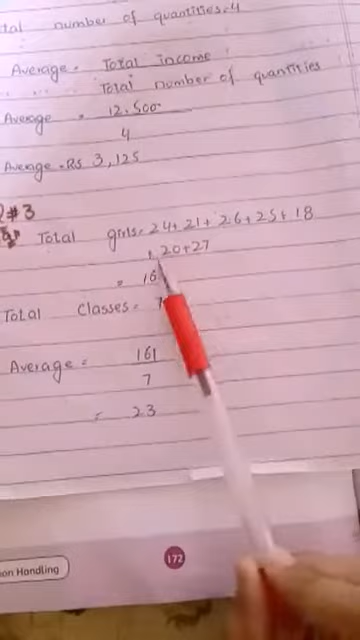 number of quantities=4
Average = Total income
Total number of quantities
Average = 12,500
4
Average = Rs 3,125
Q#3
Total girls= 24+21+26+25+18
+20+27
= 16
Total Classes= 7
Average = 161
7
= 23
on Handling
172